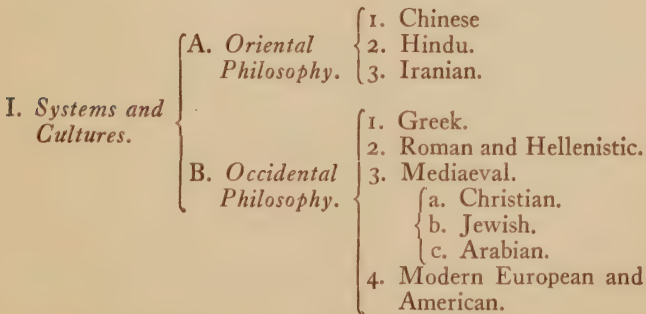 I. Systems and Cultures.
A. Oriental Philosophy.
1. Chinese
2. Hindu.
3. Iranian.
B. Occidental Philosophy.
1. Greek.
2. Roman and Hellenistic.
3. Mediaeval.
a. Christian.
b. Jewish.
c. Arabian.
4. Modern European and
American.